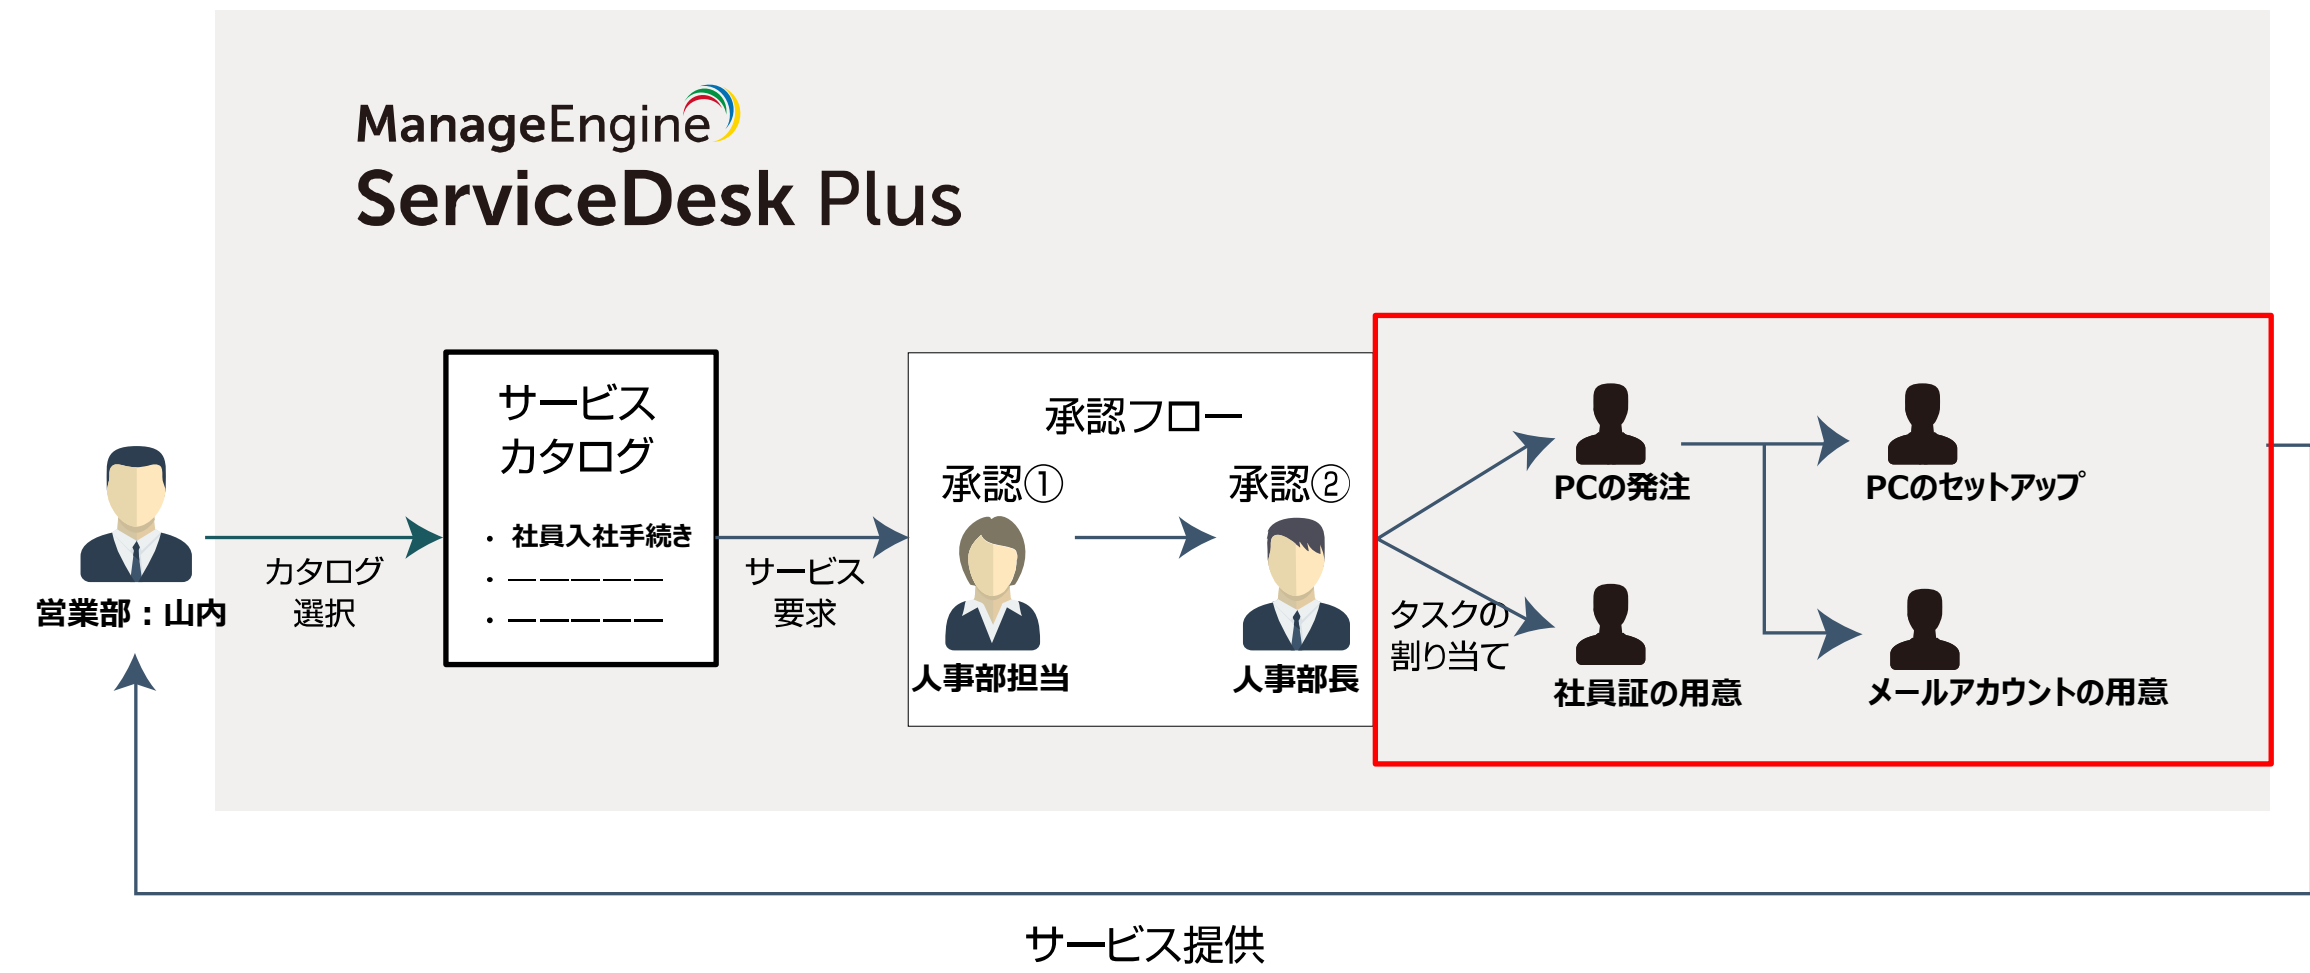 ManageEngine
ServiceDesk Plus
営業部：山内
カタログ
選択
サービス
カタログ
・ 社員入社手続き
・ ――――――
・ ―――――
サービス
要求
承認フロー
承認①
人事部担当
承認②
人事部長
タスクの
割り当て
PCの発注
PCのセットアップ
社員証の用意
メールアカウントの用意
サービス提供